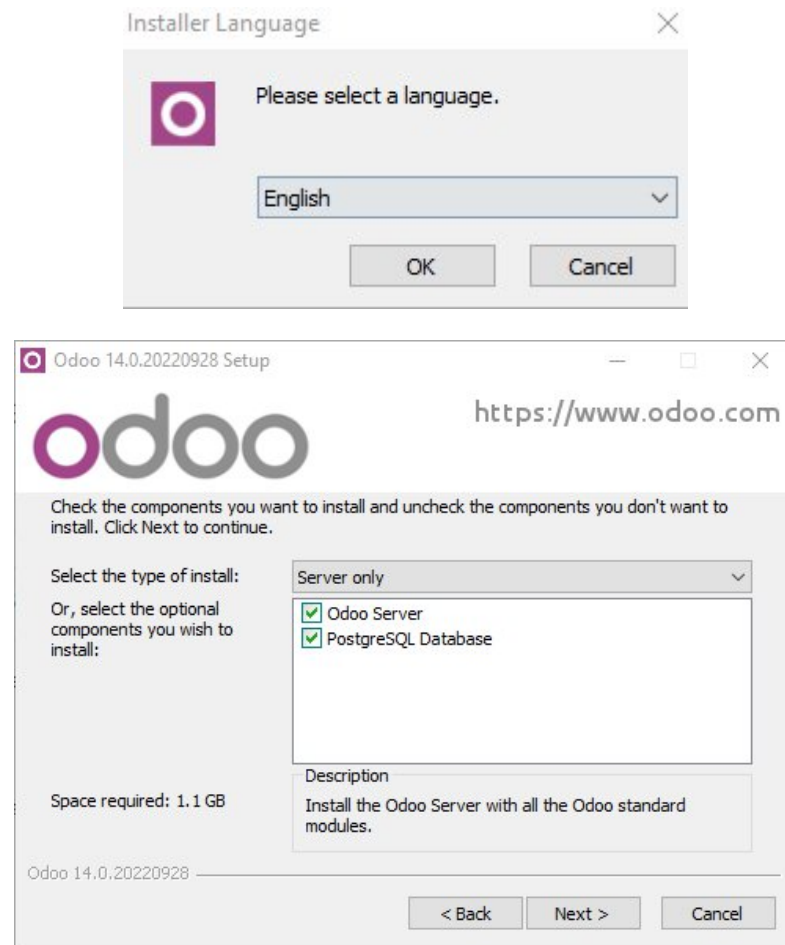 Installer Language
Please select a language.
English
OK Cancel
Odoo 14.0.20220928 Setup
odoo
https://www.odoo.com
Check the components you want to install and uncheck the components you don't want to
install. Click Next to continue.
Select the type of install: Server only
Or, select the optional
components you wish to
install:
Odoo Server
PostgreSQL Database
Space required: 1.1 GB
Description
Install the Odoo Server with all the Odoo standard
modules.
Odoo 14.0.20220928
< Back Next > Cancel